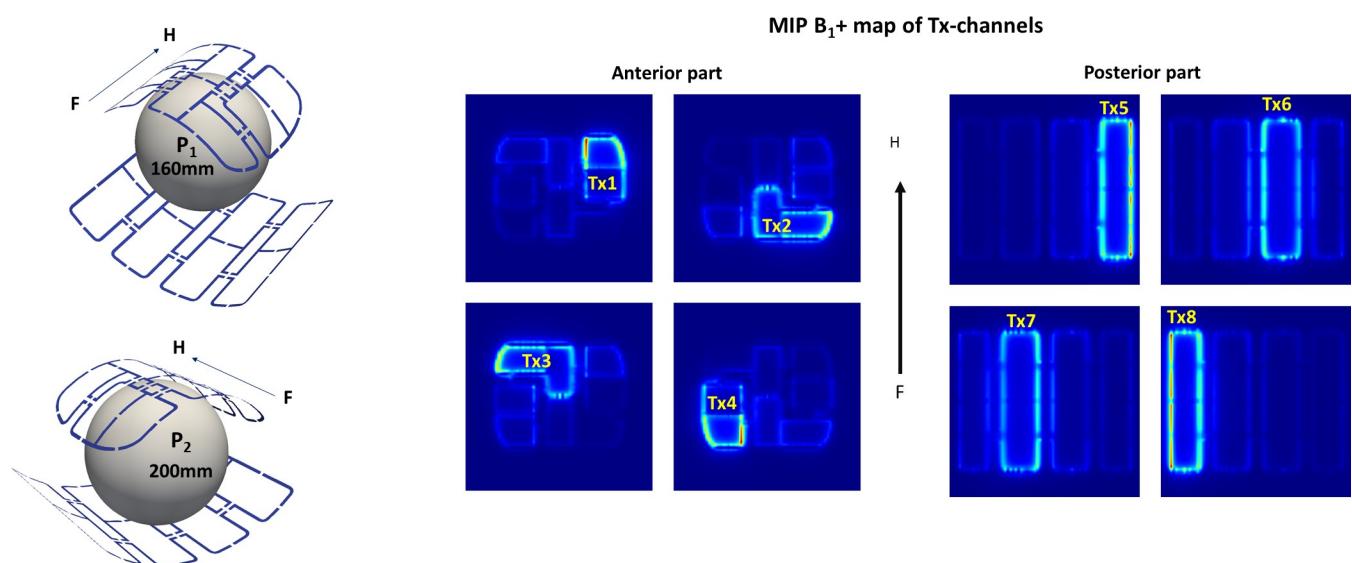 MIP B₁+ map of Tx-channels
Anterior part
Posterior part
H
F
P₁
160mm
H
F
P₂
200mm
Tx1
Tx2
Tx3
Tx4
H
F
Tx5
Tx6
Tx7
Tx8